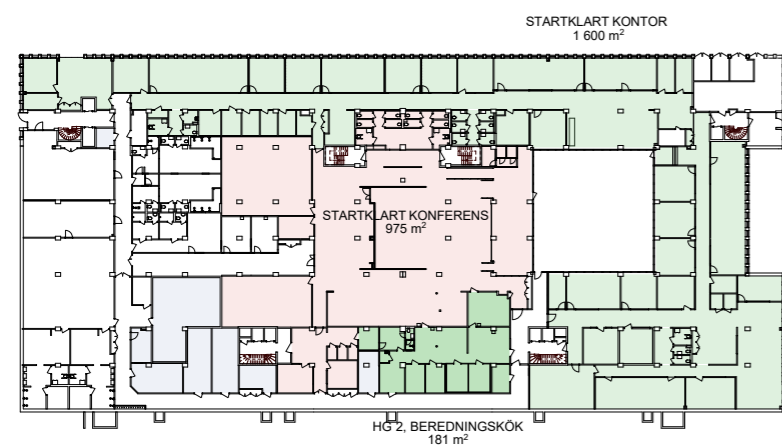 STARTKLART KONTOR
1 600 m²
STARTKLART KONFERENS
975 m²
HG 2, BEREDNINGSKÖK
181 m²